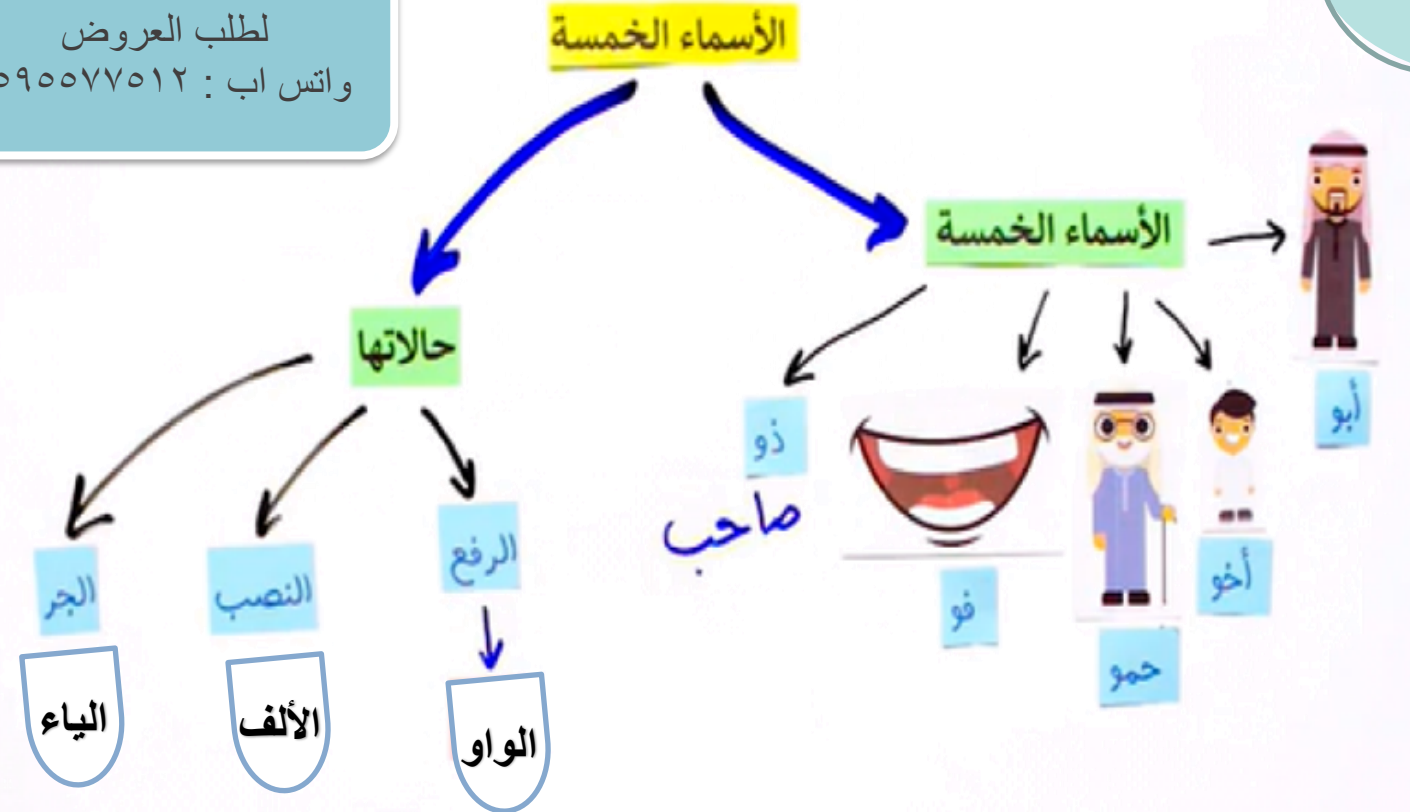 لطلب العروض
واتس اب : ٥٩٥٥٧٧٥١٢
الأسماء الخمسة
الأسماء الخمسة
أبو
أخو
حمو
فو
ذو
صاحب
حالاتها
الرفع
النصب
الجر
الواو
الألف
الياء